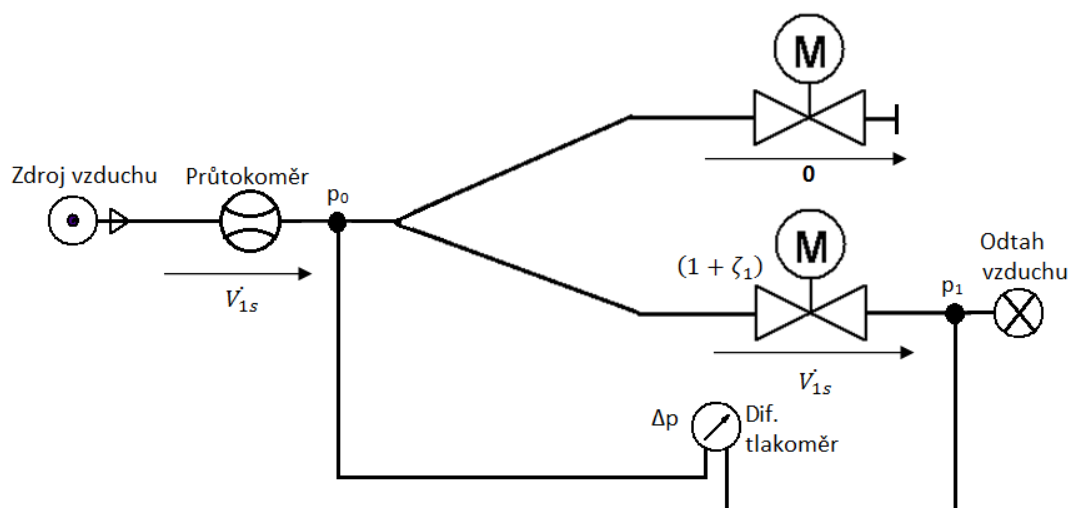 M
0
Zdroj vzduchu
Průtokoměr
p₀
V̇₁ₛ
(1 + ζ₁)
M
V̇₁ₛ
p₁
Odtah
vzduchu
Δp
Dif.
tlakoměr